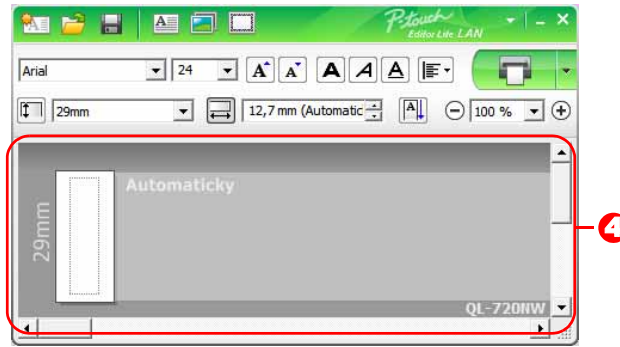 P-touch
Editor Lite LAN
Arial 24 A A A A A
29mm 12,7 mm (Automatic A 100 %
Automaticky
29mm
4
QL-720NW